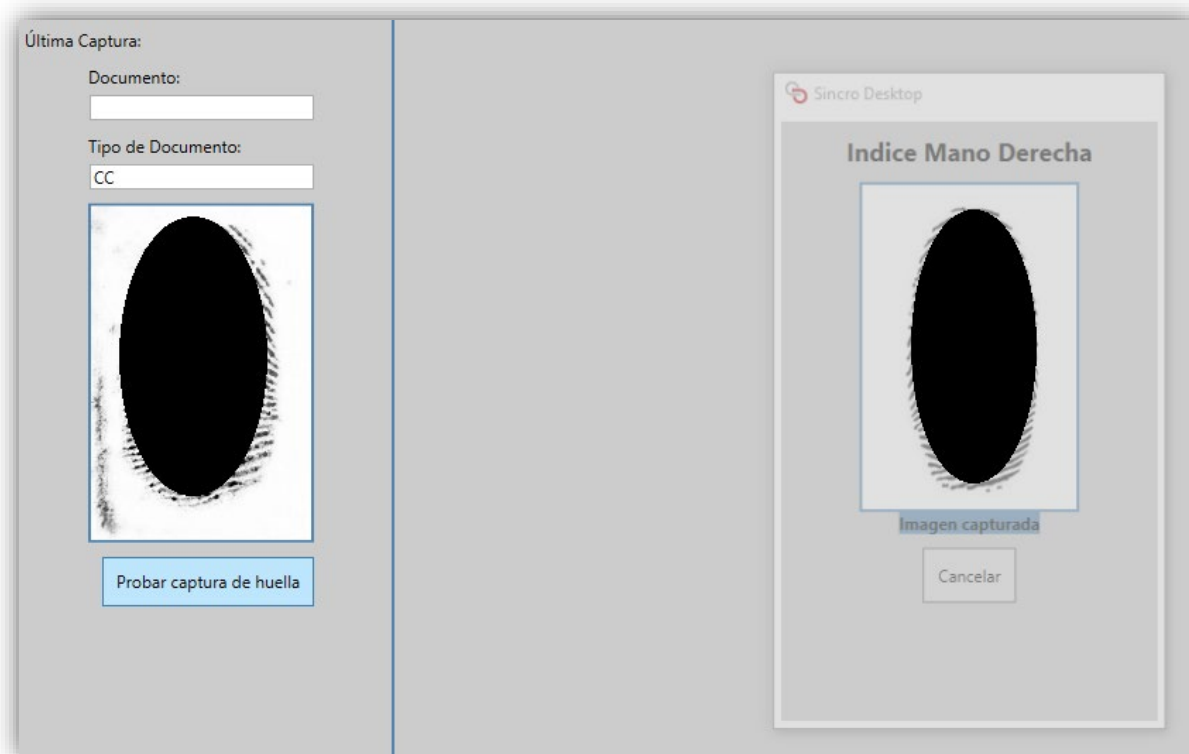 Última Captura:
Documento:
Tipo de Documento:
CC
Probar captura de huella
Sincro Desktop
Indice Mano Derecha
Imagen capturada
Cancelar